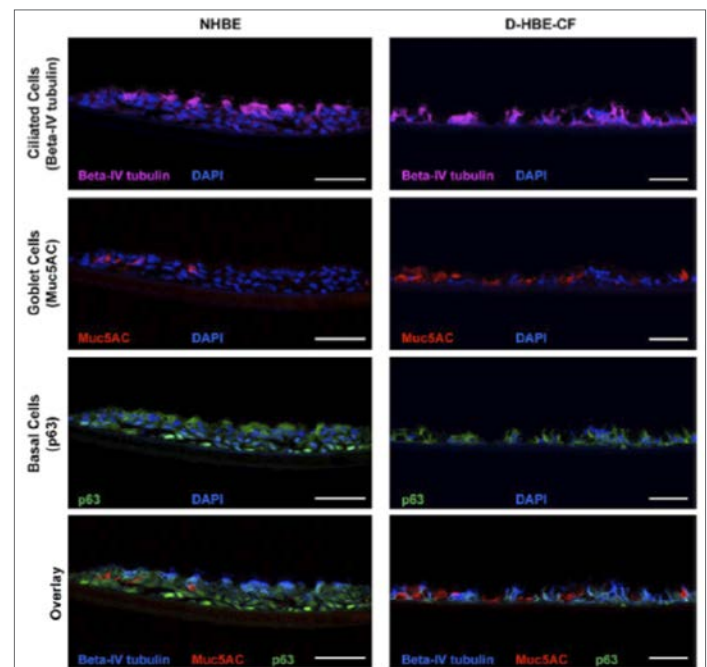 NHBE
D-HBE-CF
Ciliated Cells
(Beta-IV tubulin)
Beta-IV tubulin DAPI
Beta-IV tubulin DAPI
Goblet Cells
(Muc5AC)
Muc5AC DAPI
Muc5AC DAPI
Basal Cells
(p63)
p63 DAPI
p63 DAPI
Overlay
Beta-IV tubulin Muc5AC p63
Beta-IV tubulin Muc5AC p63